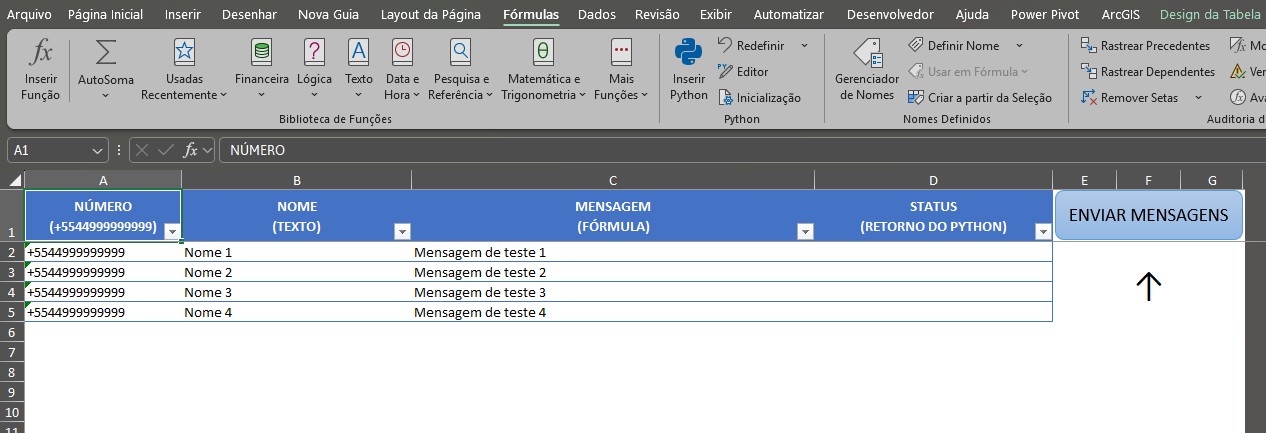 Arquivo Página Inicial Inserir Desenhar Nova Guia Layout da Página Fórmulas Dados Revisão Exibir Automatizar Desenvolvedor Ajuda Power Pivot ArcGIS Design da Tabela
Inserir Função
AutoSoma
Usadas Recentemente
Financeira
Lógica
Texto
Data e Hora
Pesquisa e Referência
Matemática e Trigonometria
Mais Funções
Biblioteca de Funções
Inserir Python
Redefinir
Editor
Inicialização
Python
Gerenciador de Nomes
Definir Nome
Usar em Fórmula
Criar a partir da Seleção
Nomes Definidos
Rastrear Precedentes
Rastrear Dependentes
Remover Setas
Mo
Ver
Ava
Auditoria d
A1 fx NÚMERO
A B C D E F G
1 NÚMERO (+5544999999999) NOME (TEXTO) MENSAGEM (FÓRMULA) STATUS (RETORNO DO PYTHON) ENVIAR MENSAGENS
2 +5544999999999 Nome 1 Mensagem de teste 1
3 +5544999999999 Nome 2 Mensagem de teste 2
4 +5544999999999 Nome 3 Mensagem de teste 3
5 +5544999999999 Nome 4 Mensagem de teste 4
6
7
8
9
10
11